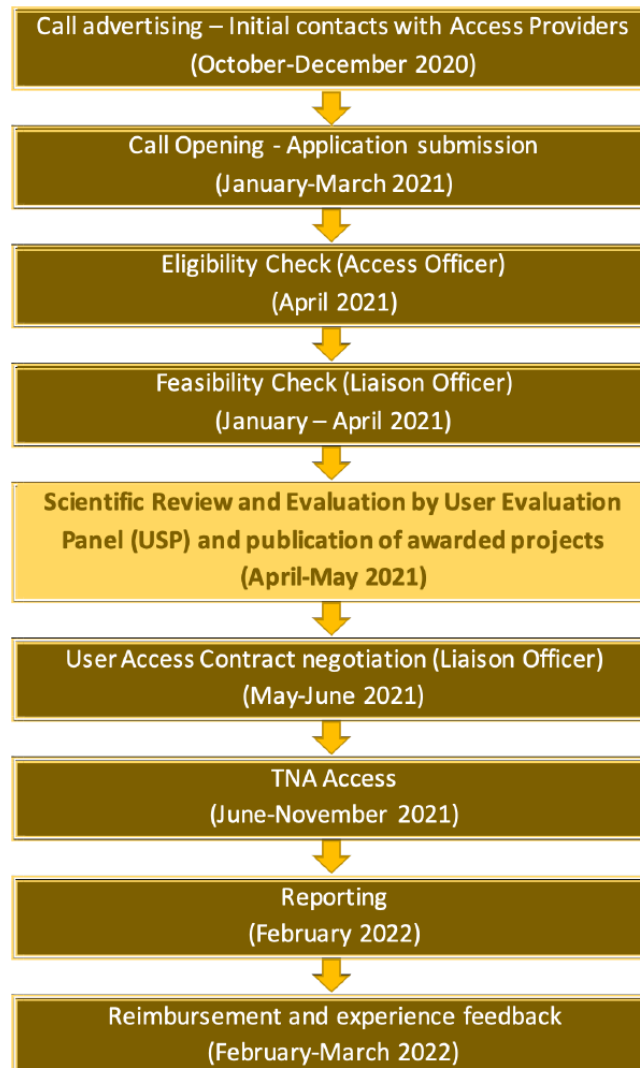 Call advertising – Initial contacts with Access Providers
(October-December 2020)
Call Opening - Application submission
(January-March 2021)
Eligibility Check (Access Officer)
(April 2021)
Feasibility Check (Liaison Officer)
(January – April 2021)
Scientific Review and Evaluation by User Evaluation
Panel (USP) and publication of awarded projects
(April-May 2021)
User Access Contract negotiation (Liaison Officer)
(May-June 2021)
TNA Access
(June-November 2021)
Reporting
(February 2022)
Reimbursement and experience feedback
(February-March 2022)